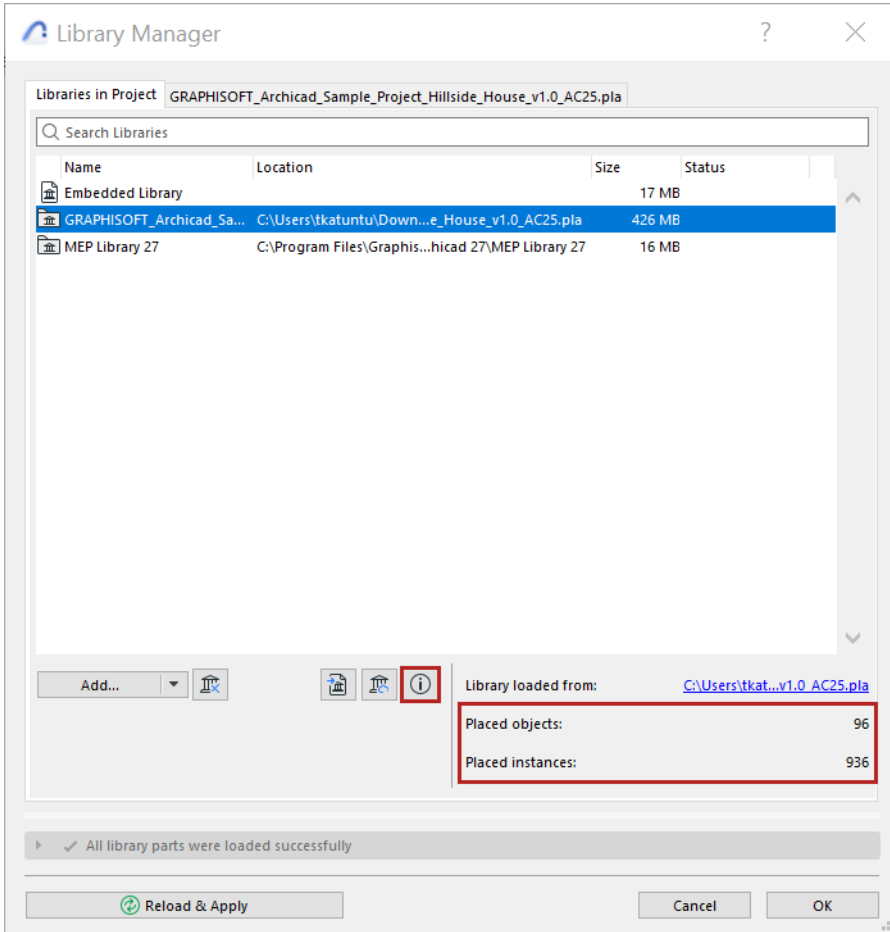 Library Manager
Libraries in Project GRAPHISOFT_Archicad_Sample_Project_Hillside_House_v1.0_AC25.pla
Search Libraries
Name Location Size Status
Embedded Library 17 MB
GRAPHISOFT_Archicad_Sa... C:\Users\tkatuntu\Down...e_House_v1.0_AC25.pla 426 MB
MEP Library 27 C:\Program Files\Graphis...hicad 27\MEP Library 27 16 MB
Add... Library loaded from: C:\Users\tkat...v1.0_AC25.pla
Placed objects: 96
Placed instances: 936
All library parts were loaded successfully
Reload & Apply Cancel OK